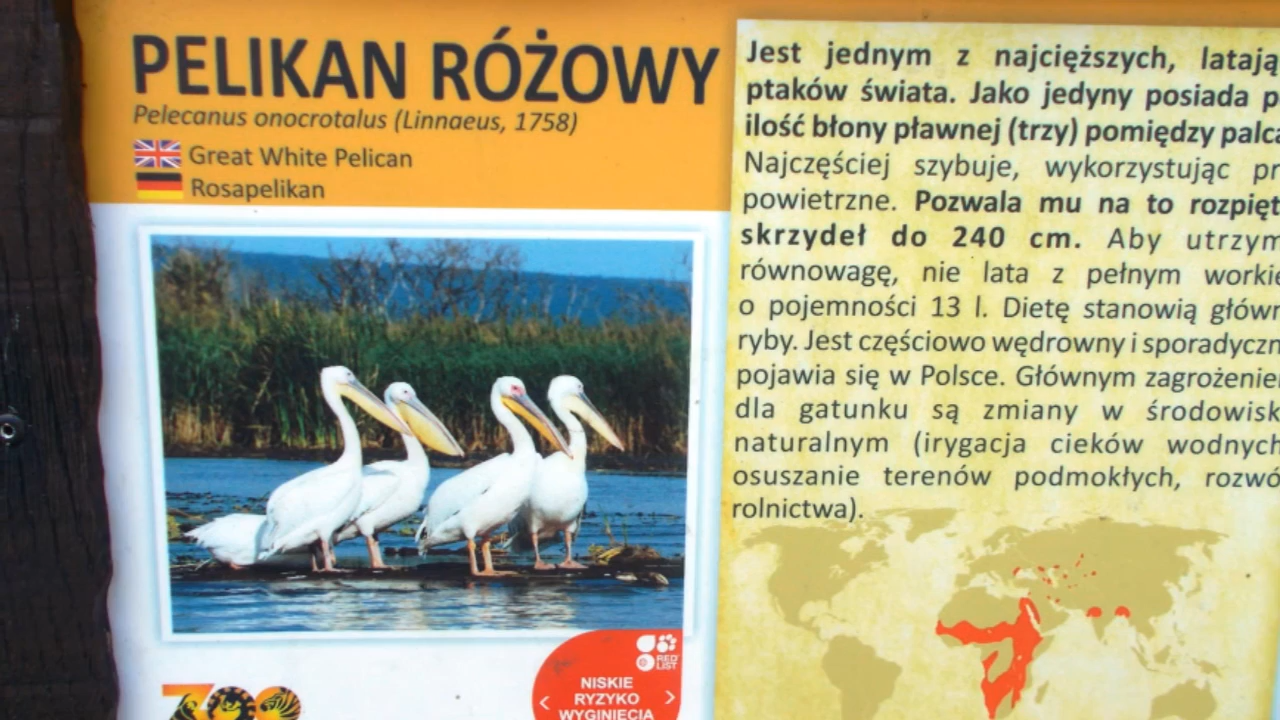 PELIKAN RÓŻOWY
Pelecanus onocrotalus (Linnaeus, 1758)
Great White Pelican
Rosapelikan
Jest jednym z najcięższych, latają
ptaków świata. Jako jedyny posiada p
ilość błony pławnej (trzy) pomiędzy palc
Najczęściej szybuje, wykorzystując pr
powietrzne. Pozwala mu na to rozpięt
skrzydeł do 240 cm. Aby utrzym
równowagę, nie lata z pełnym worki
o pojemności 13 l. Dietę stanowią główn
ryby. Jest częściowo wędrowny i sporadyczn
pojawia się w Polsce. Głównym zagrożenie
dla gatunku są zmiany w środowisk
naturalnym (irygacja cieków wodnych
osuszanie terenów podmokłych, rozwó
rolnictwa).
RED
LIST
< NISKIE
RYZYKO >
WYGINIĘCIA
ZOO